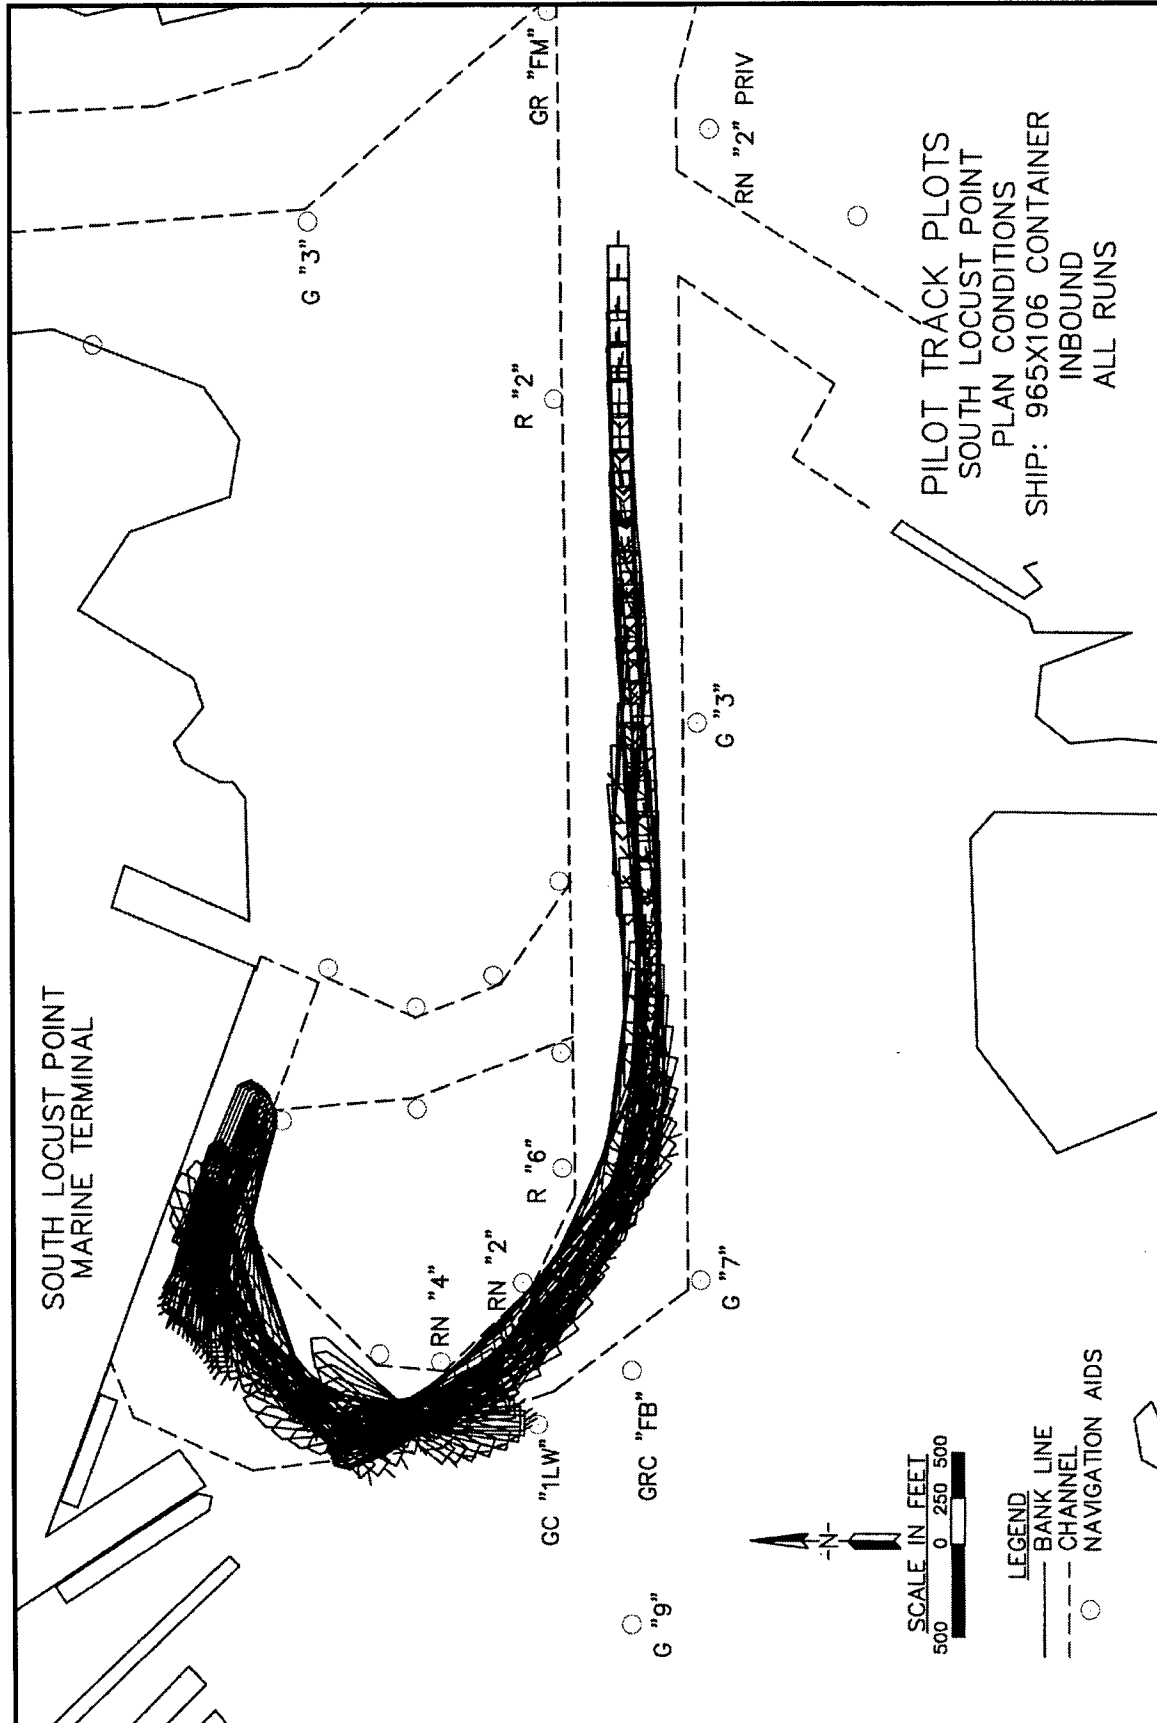 SOUTH LOCUST POINT
MARINE TERMINAL
G "3"
GR "FM"
RN "2" PRIV
R "2"
G "3"
R "6"
RN "2"
RN "4"
G "7"
GC "1LW"
GRC "FB"
G "9"
PILOT TRACK PLOTS
SOUTH LOCUST POINT
PLAN CONDITIONS
SHIP: 965X106 CONTAINER
INBOUND
ALL RUNS
-N-
SCALE IN FEET
500 0 250 500
LEGEND
BANK LINE
CHANNEL
NAVIGATION AIDS